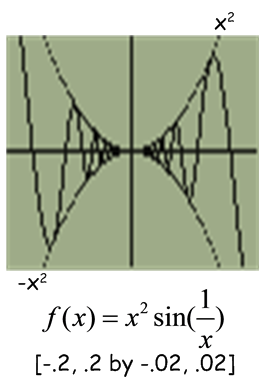 x²
-x²
f(x) = x² sin(1/x)
[-.2, .2 by -.02, .02]